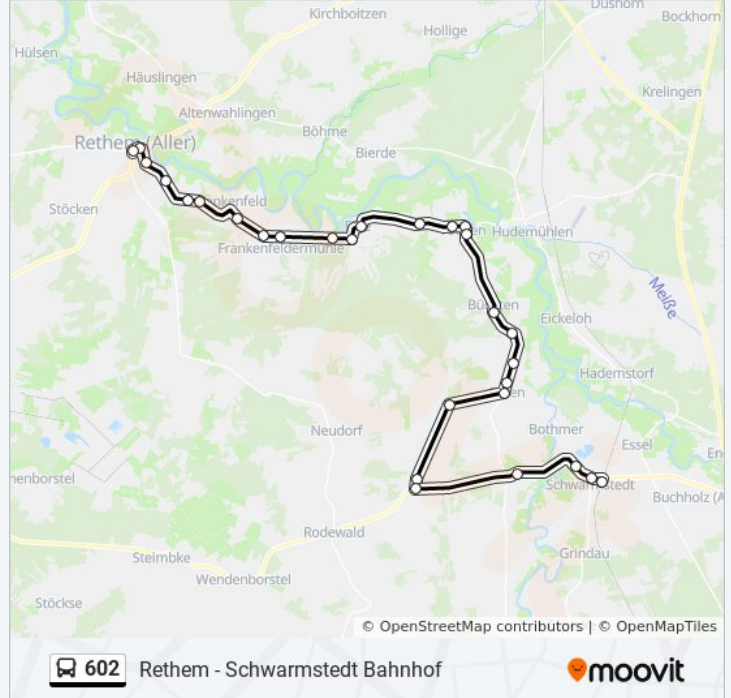 Dushorn
Kirchboitzen
Bockhorn
Hollige
Hülsen
Häuslingen
Krelingen
Altenwahlingen
Böhme
Rethem (Aller)
Bierde
Stöcken
Hudemühlen
Frankenfeldermühle
Meiße
Eickeloh
Hademstorf
Neudorf
Bothmer
Essel
Schwarmstedt
Buchholz (A
Rodewald
Grindau
Steimbke
Wendenborstel
Stöckse
© OpenStreetMap contributors | © OpenMapTiles
602 Rethem - Schwarmstedt Bahnhof
moovit